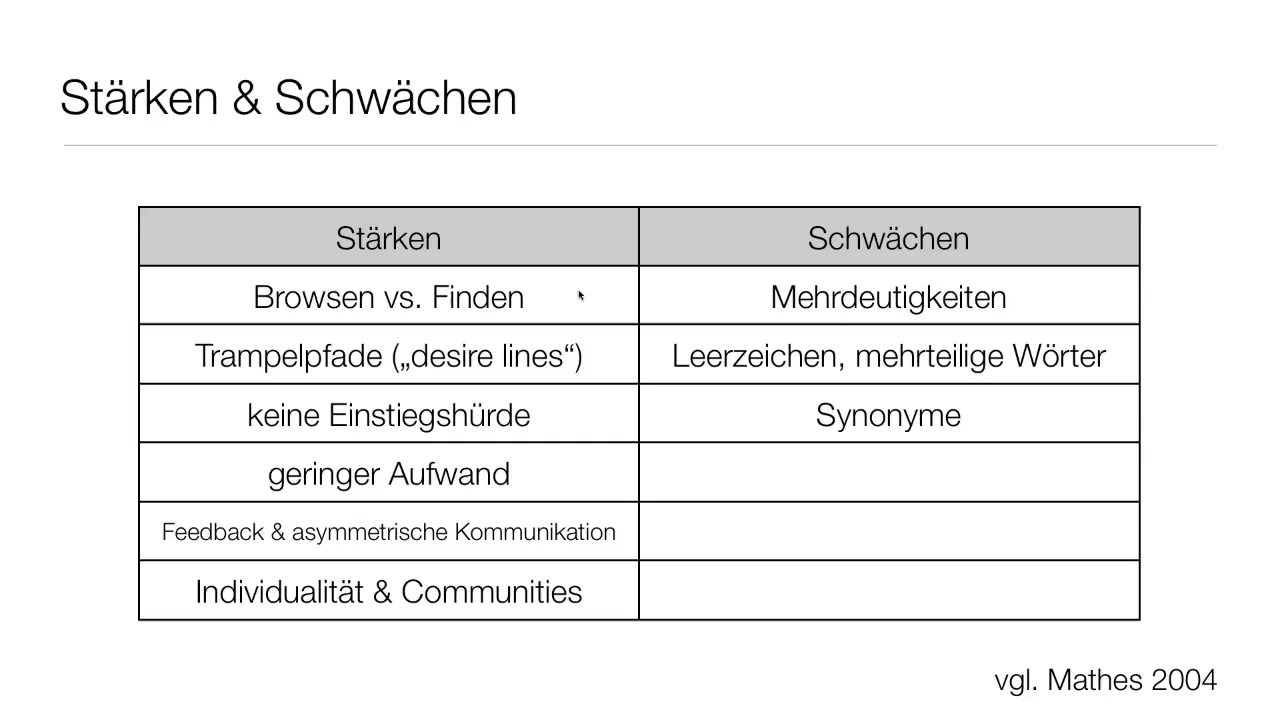 Stärken & Schwächen
Stärken Schwächen
Browsen vs. Finden Mehrdeutigkeiten
Trampelpfade („desire lines“) Leerzeichen, mehrteilige Wörter
keine Einstiegshürde Synonyme
geringer Aufwand
Feedback & asymmetrische Kommunikation
Individualität & Communities
vgl. Mathes 2004